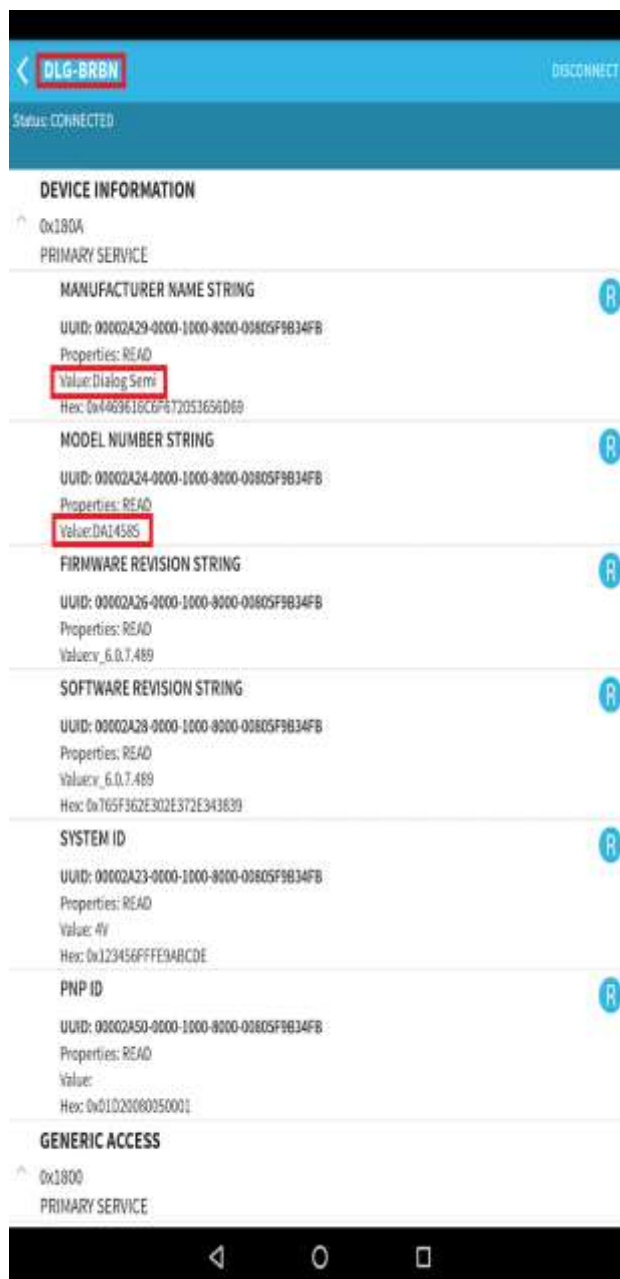 DLG-BRBN
DISCONNECT
Status: CONNECTED
DEVICE INFORMATION
0x180A
PRIMARY SERVICE
MANUFACTURER NAME STRING
R
UUID: 00002A29-0000-1000-8000-00805F9B34FB
Properties: READ
Value:Dialog Semi
Hex: 0x4469616C6F672053656D69
MODEL NUMBER STRING
R
UUID: 00002A24-0000-1000-8000-00805F9B34FB
Properties: READ
Value:DA14585
FIRMWARE REVISION STRING
R
UUID: 00002A26-0000-1000-8000-00805F9B34FB
Properties: READ
Value:v_6.0.7.489
SOFTWARE REVISION STRING
R
UUID: 00002A28-0000-1000-8000-00805F9B34FB
Properties: READ
Value:v_6.0.7.489
Hex: 0x765F362E302E372E343839
SYSTEM ID
R
UUID: 00002A23-0000-1000-8000-00805F9B34FB
Properties: READ
Value: 4V
Hex: 0x123456FFFE9ABCDE
PNP ID
R
UUID: 00002A50-0000-1000-8000-00805F9B34FB
Properties: READ
Value:
Hex: 0x01D20080050001
GENERIC ACCESS
0x1800
PRIMARY SERVICE